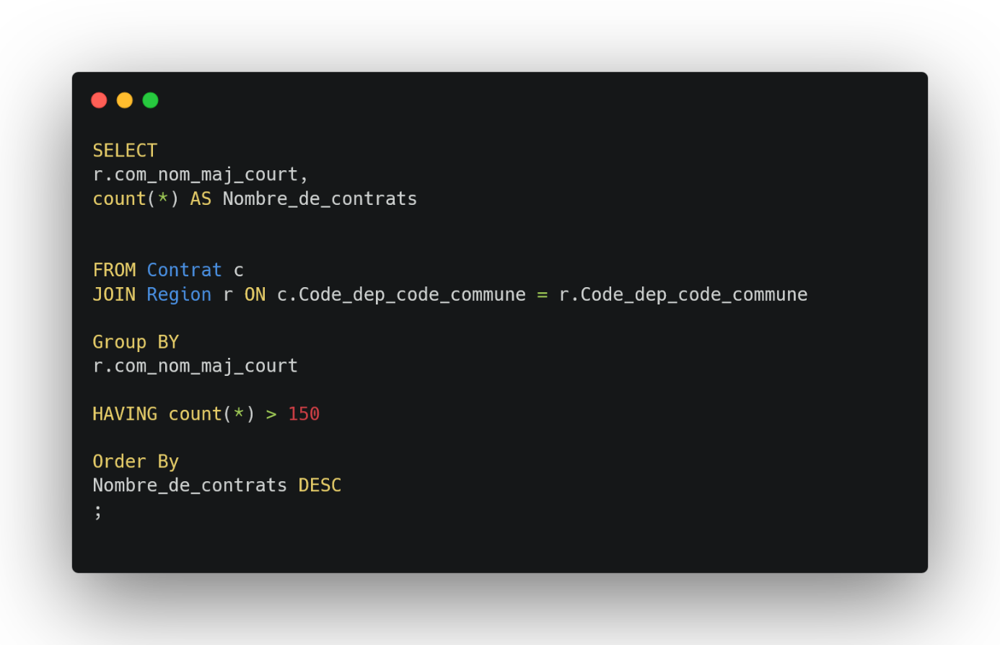 SELECT
r.com_nom_maj_court,
count(*) AS Nombre_de_contrats
FROM Contrat c
JOIN Region r ON c.Code_dep_code_commune = r.Code_dep_code_commune
Group BY
r.com_nom_maj_court
HAVING count(*) > 150
Order By
Nombre_de_contrats DESC
;